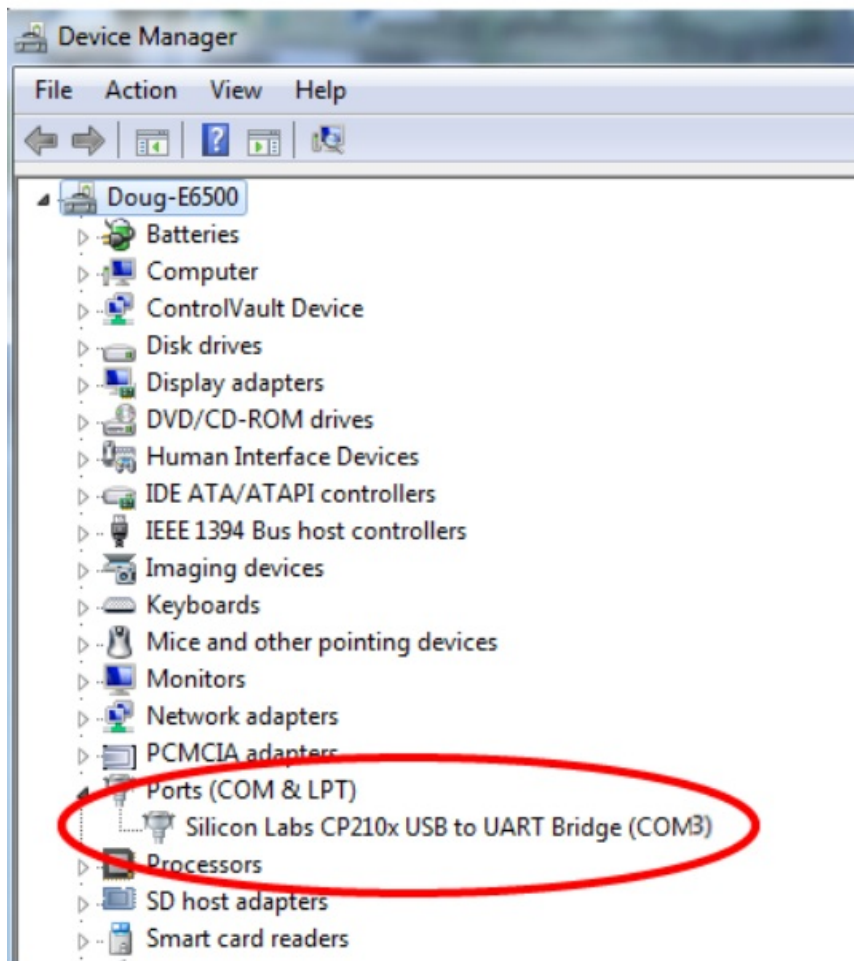 Device Manager
File Action View Help
Doug-E6500
Batteries
Computer
ControlVault Device
Disk drives
Display adapters
DVD/CD-ROM drives
Human Interface Devices
IDE ATA/ATAPI controllers
IEEE 1394 Bus host controllers
Imaging devices
Keyboards
Mice and other pointing devices
Monitors
Network adapters
PCMCIA adapters
Ports (COM & LPT)
Silicon Labs CP210x USB to UART Bridge (COM3)
Processors
SD host adapters
Smart card readers